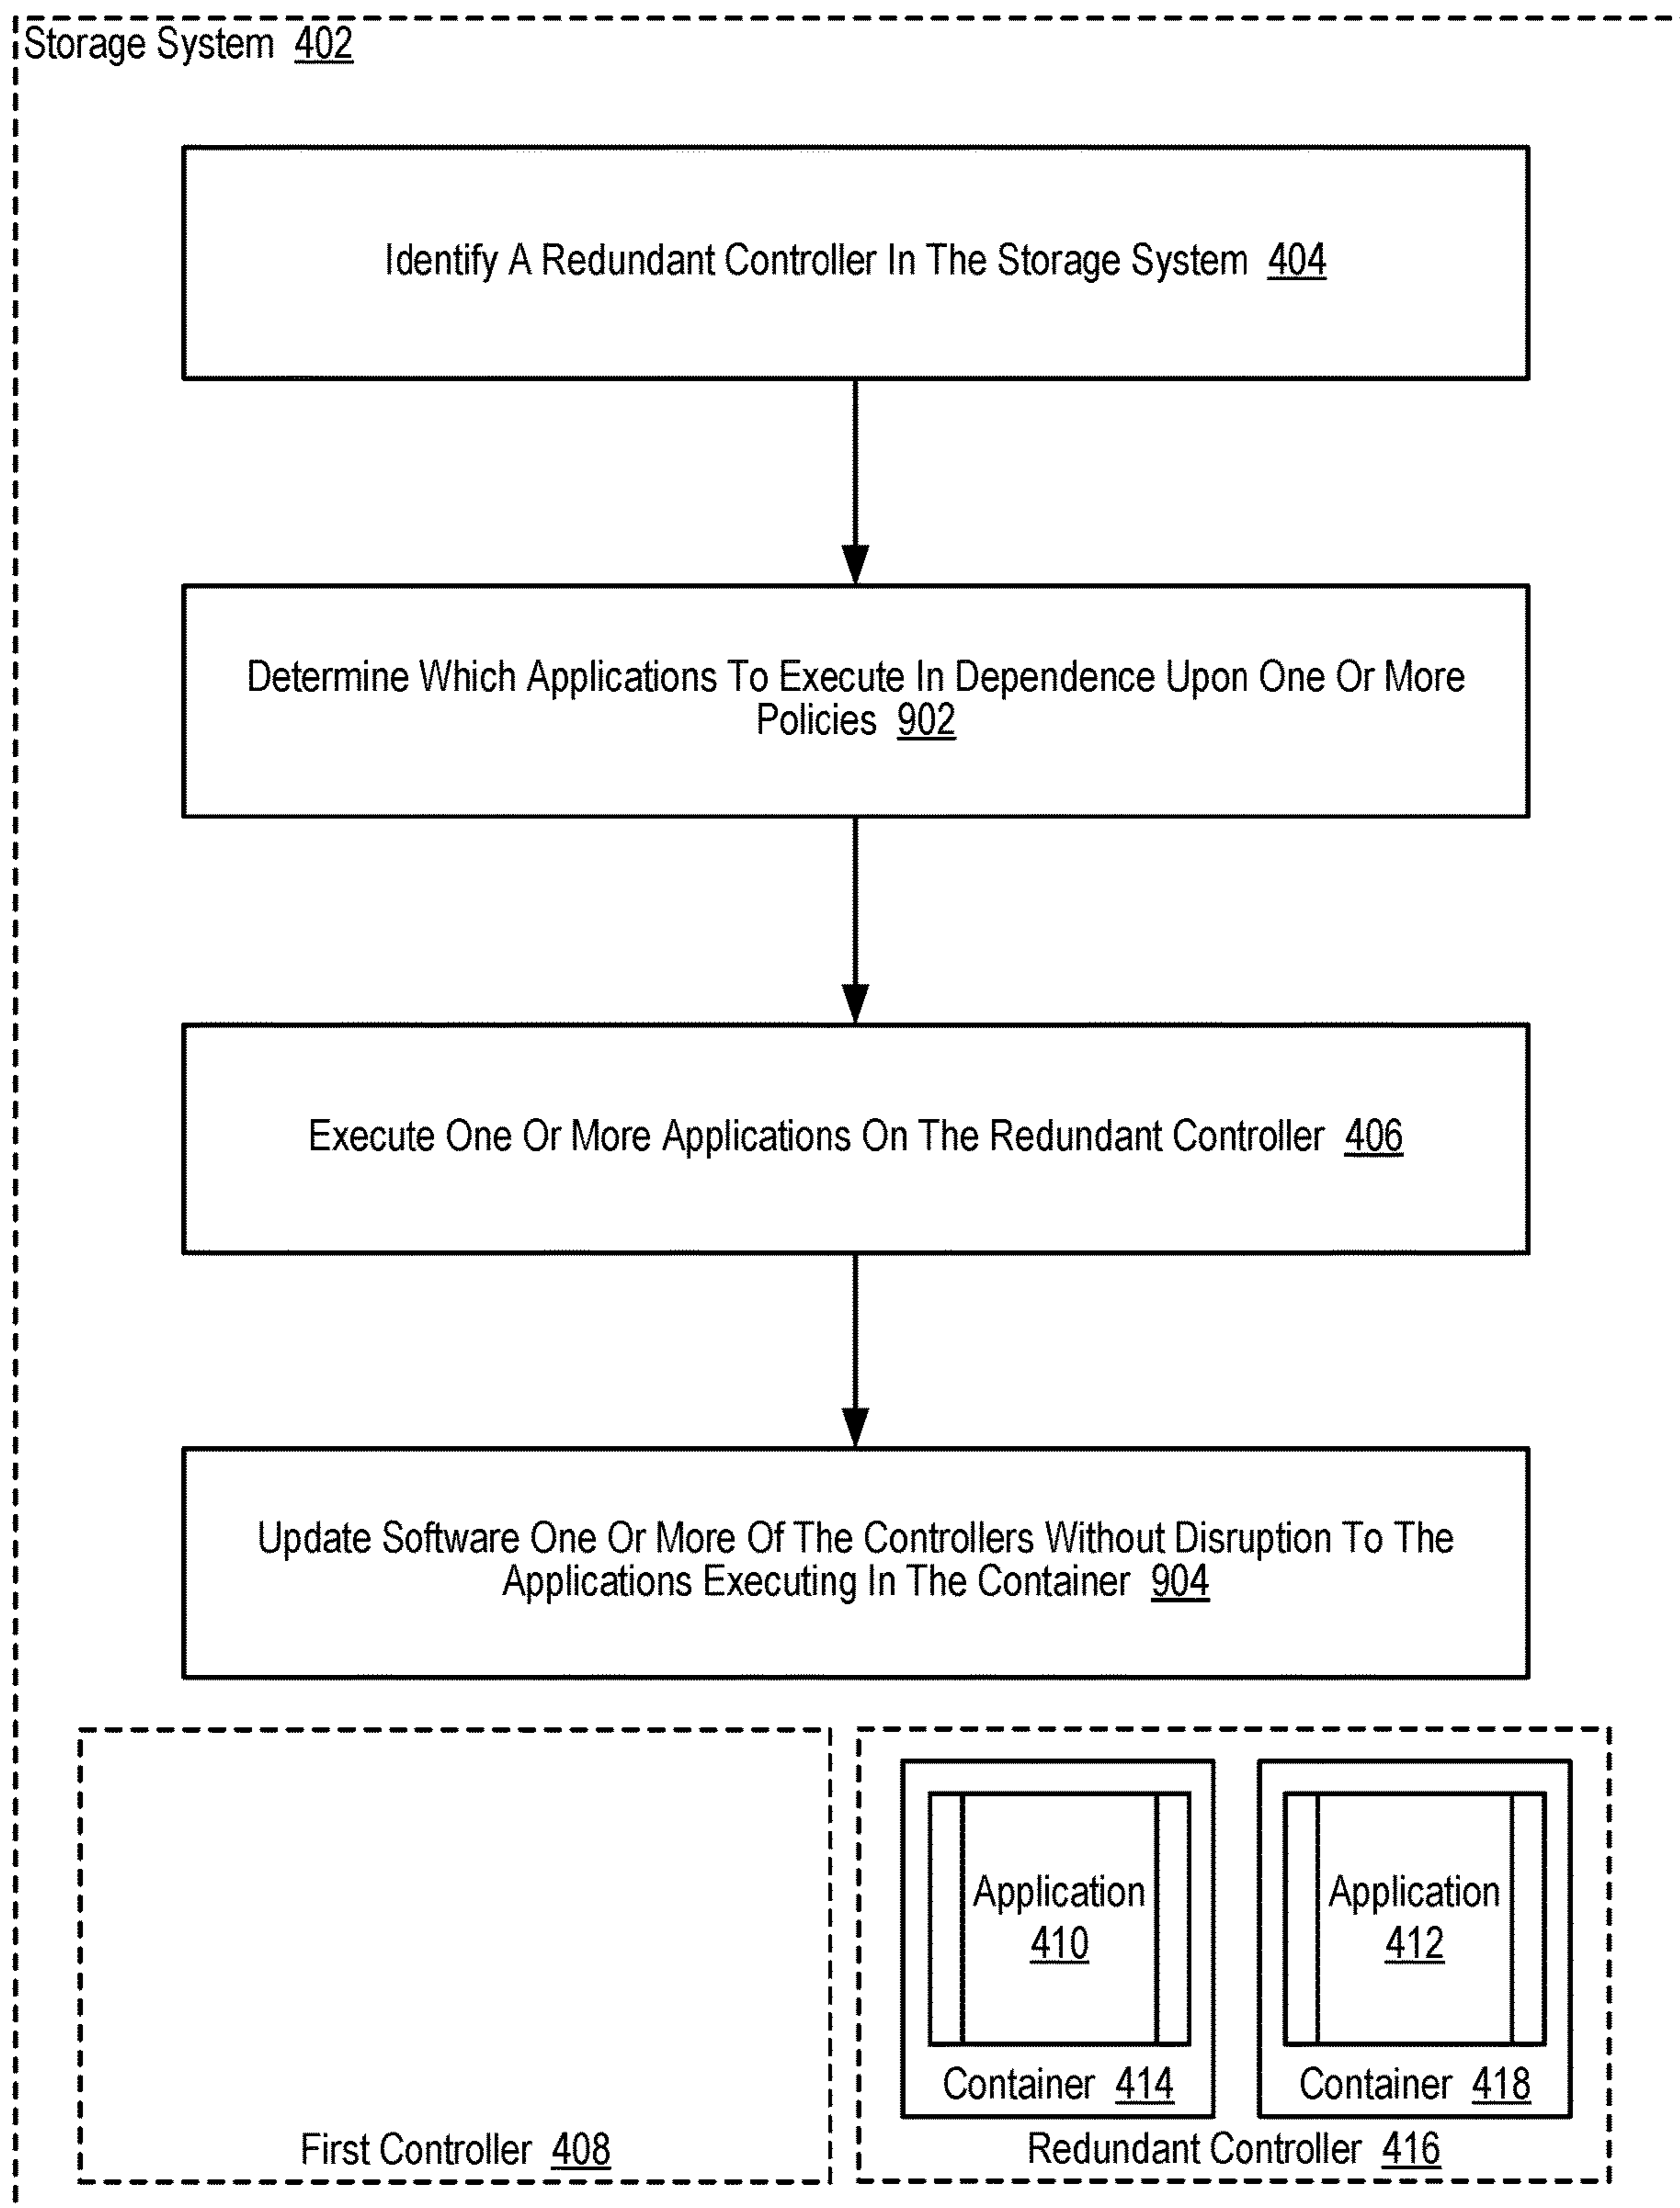 Storage System 402
Identify A Redundant Controller In The Storage System 404
Determine Which Applications To Execute In Dependence Upon One Or More
Policies 902
Execute One Or More Applications On The Redundant Controller 406
Update Software One Or More Of The Controllers Without Disruption To The
Applications Executing In The Container 904
Application
410
Container 414
Application
412
Container 418
First Controller 408
Redundant Controller 416